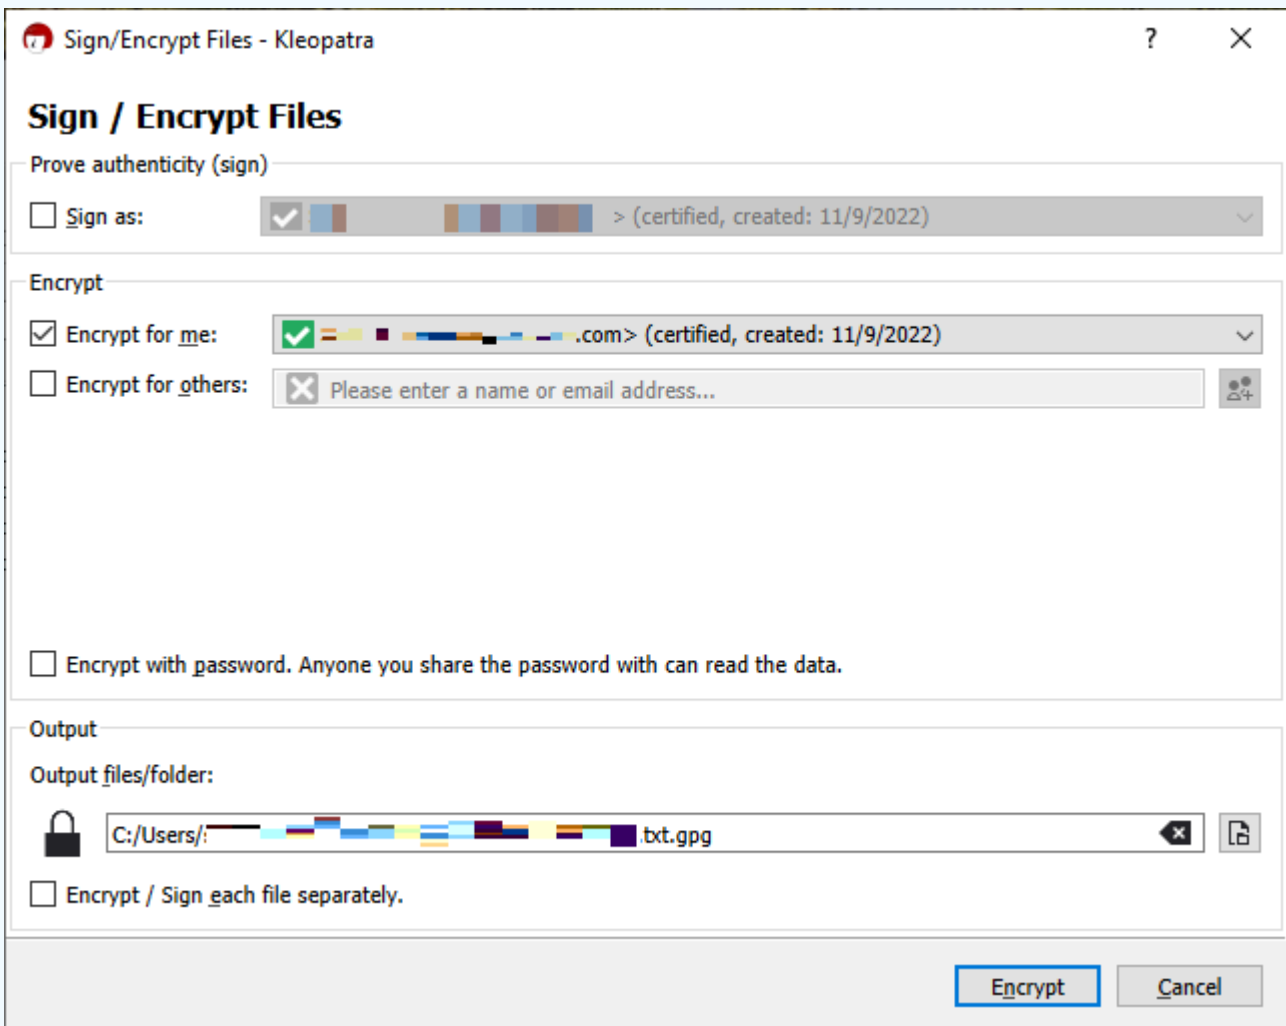 Sign/Encrypt Files - Kleopatra ?
Sign / Encrypt Files
Prove authenticity (sign)
Sign as: > (certified, created: 11/9/2022)
Encrypt
Encrypt for me: .com> (certified, created: 11/9/2022)
Encrypt for others: Please enter a name or email address...
Encrypt with password. Anyone you share the password with can read the data.
Output
Output files/folder:
C:/Users/ .txt.gpg
Encrypt / Sign each file separately.
Encrypt Cancel